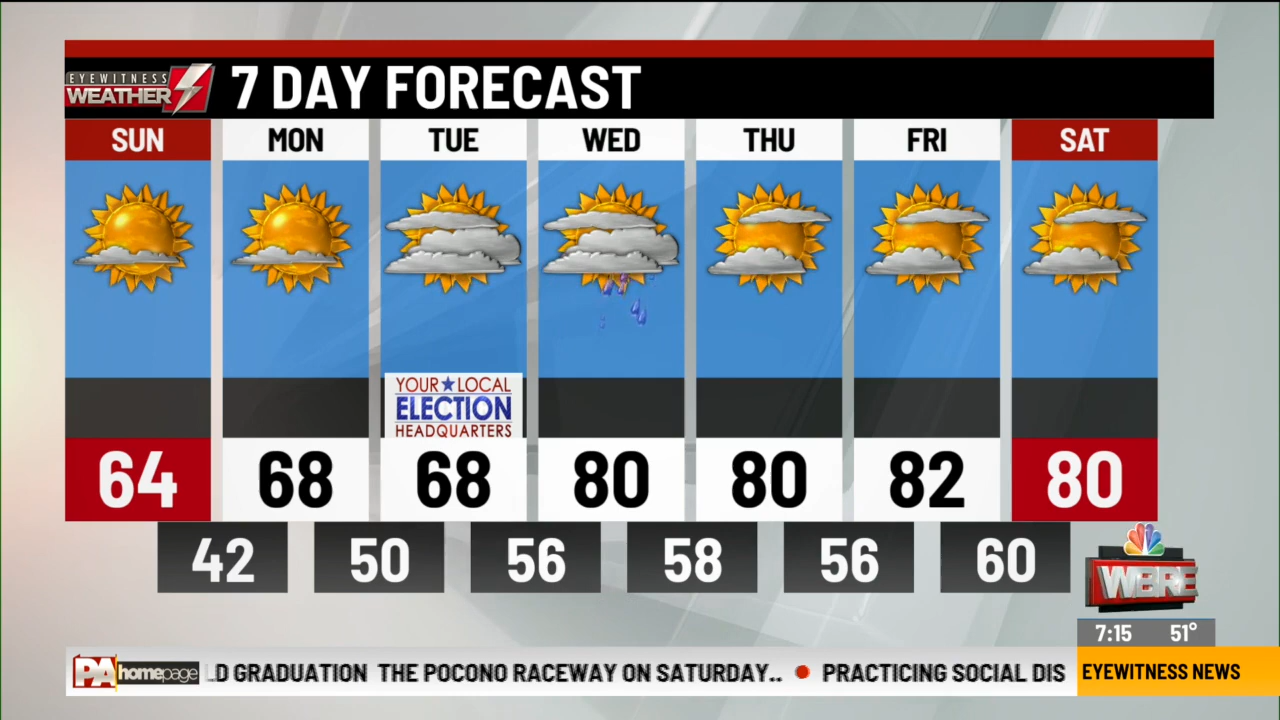 EYEWITNESS
WEATHER
7 DAY FORECAST
SUN MON TUE WED THU FRI SAT
YOUR LOCAL
ELECTION
HEADQUARTERS
64 68 68 80 80 82 80
42 50 56 58 56 60
WBRE
7:15 51°
PA homepage LD GRADUATION THE POCONO RACEWAY ON SATURDAY.. • PRACTICING SOCIAL DIS EYEWITNESS NEWS